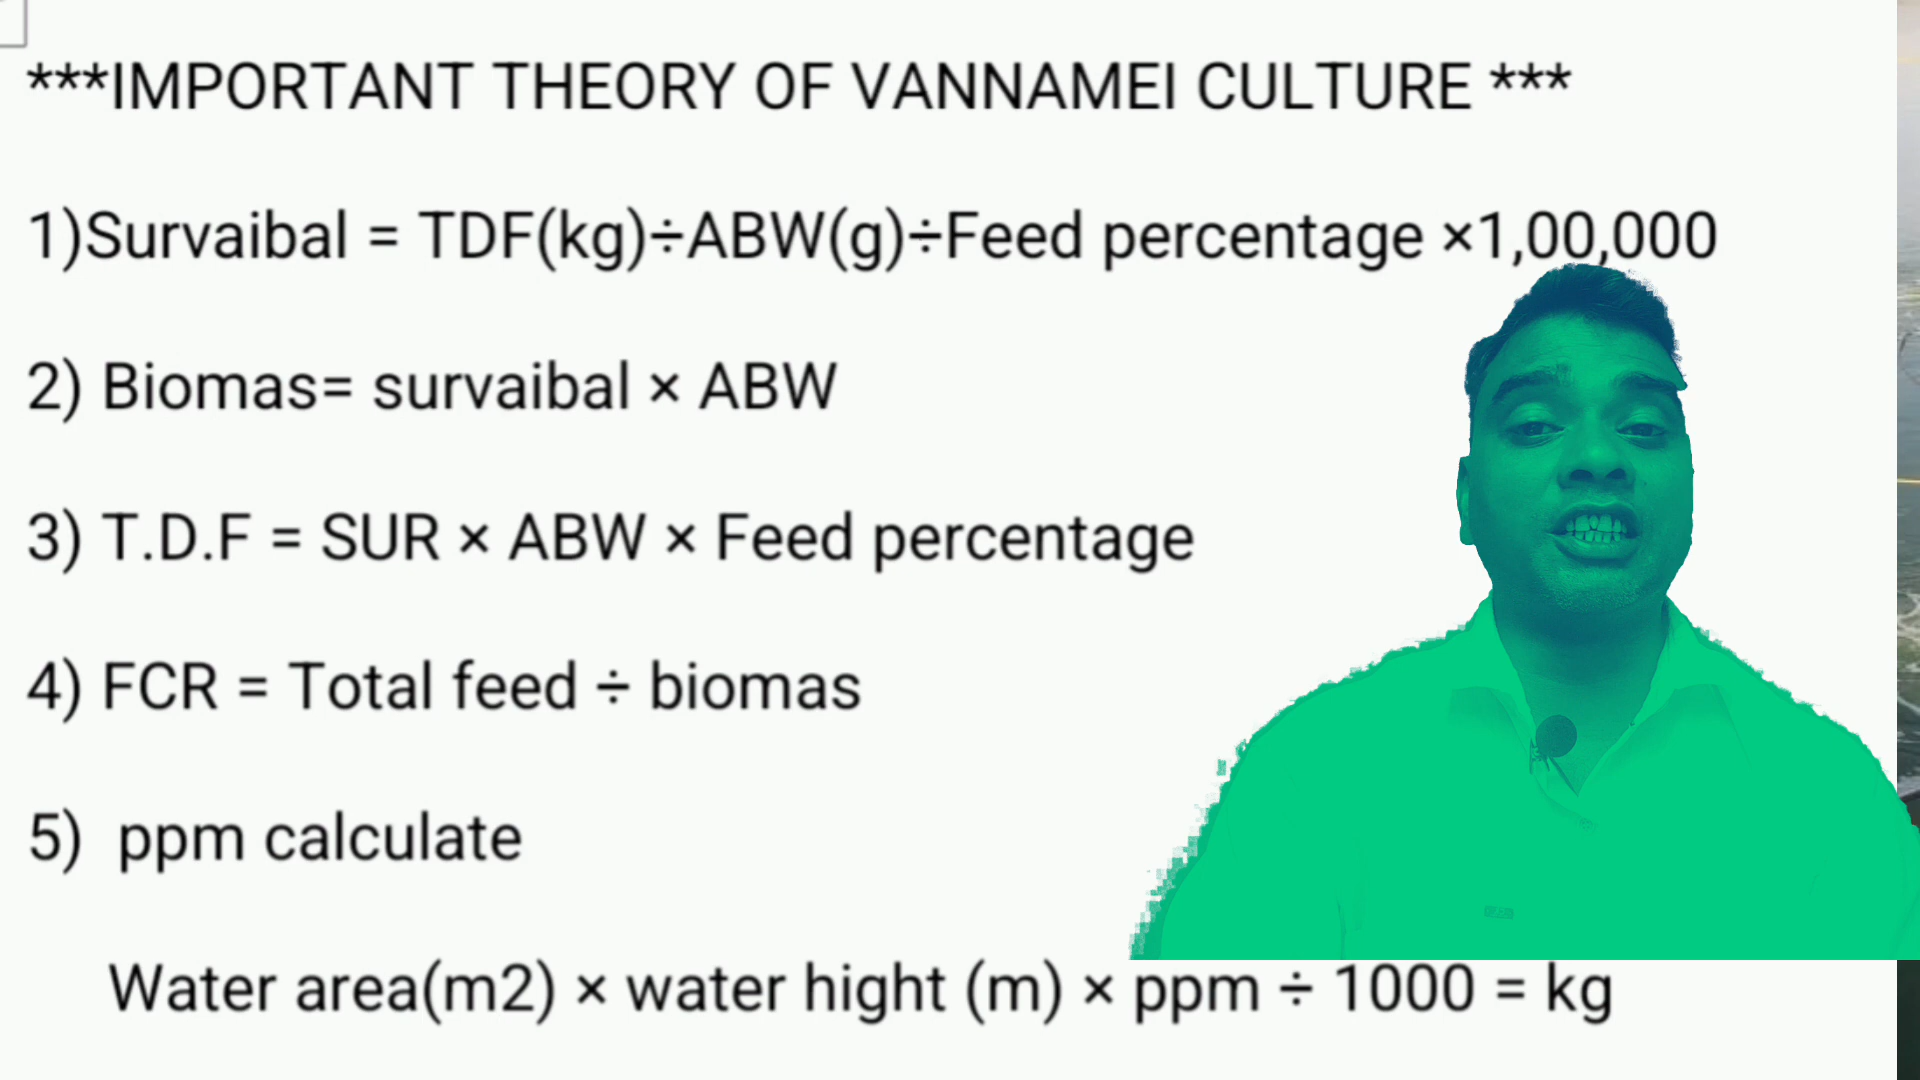 ***IMPORTANT THEORY OF VANNAMEI CULTURE ***
1)Survaibal = TDF(kg)÷ABW(g)÷Feed percentage ×1,00,000
2) Biomas= survaibal × ABW
3) T.D.F = SUR × ABW × Feed percentage
4) FCR = Total feed ÷ biomas
5) ppm calculate
Water area(m2) × water hight (m) × ppm ÷ 1000 = kg